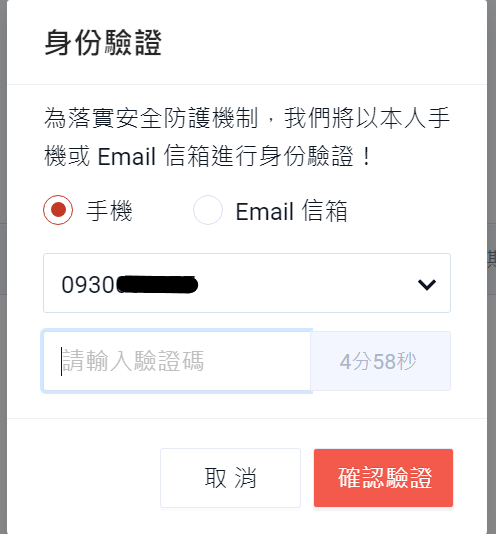 身份驗證
為落實安全防護機制，我們將以本人手
機或 Email 信箱進行身份驗證！
手機 Email 信箱
0930
請輸入驗證碼 4分58秒
取 消 確認驗證